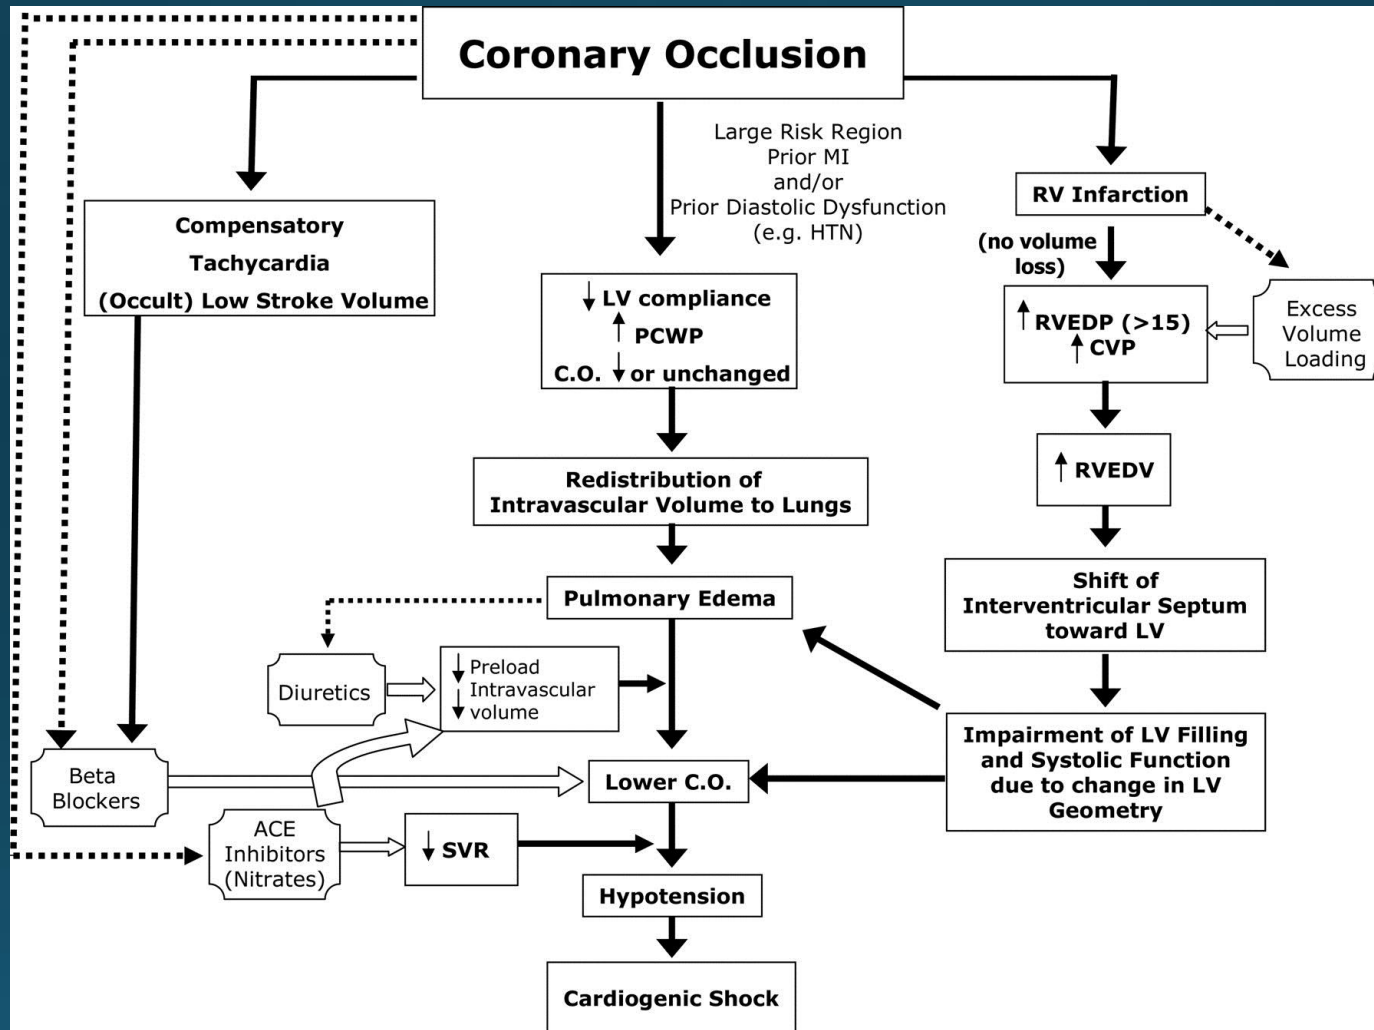 Coronary Occlusion
Large Risk Region
Prior MI
and/or
Prior Diastolic Dysfunction
(e.g. HTN)
Compensatory
Tachycardia
(Occult) Low Stroke Volume
↓ LV compliance
↑ PCWP
C.O. ↓ or unchanged
RV Infarction
(no volume
loss)
↑ RVEDP (>15)
↑ CVP
Excess
Volume
Loading
↑ RVEDV
Redistribution of
Intravascular Volume to Lungs
Shift of
Interventricular Septum
toward LV
Pulmonary Edema
Diuretics
↓ Preload
↓ Intravascular
volume
Impairment of LV Filling
and Systolic Function
due to change in LV
Geometry
Beta
Blockers
Lower C.O.
ACE
Inhibitors
(Nitrates)
↓ SVR
Hypotension
Cardiogenic Shock